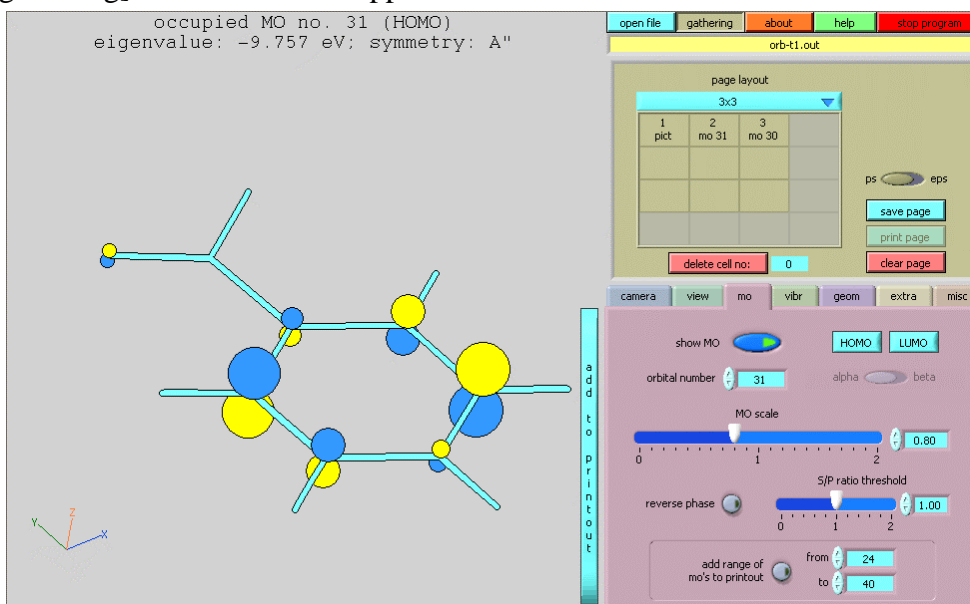 occupied MO no. 31 (HOMO)
eigenvalue: -9.757 eV; symmetry: A"
Y
Z
X
add to printout
open file
gathering
about
help
stop program
orb-t1.out
page layout
3x3
1 2 3
pict mo 31 mo 30
ps eps
save page
print page
clear page
delete cell no: 0
camera view mo vibr geom extra misc
show MO HOMO LUMO
orbital number 31 alpha beta
MO scale
0.80
0 1 2
S/P ratio threshold
reverse phase 1.00
0 1 2
add range of
mo's to printout
from 24
to 40